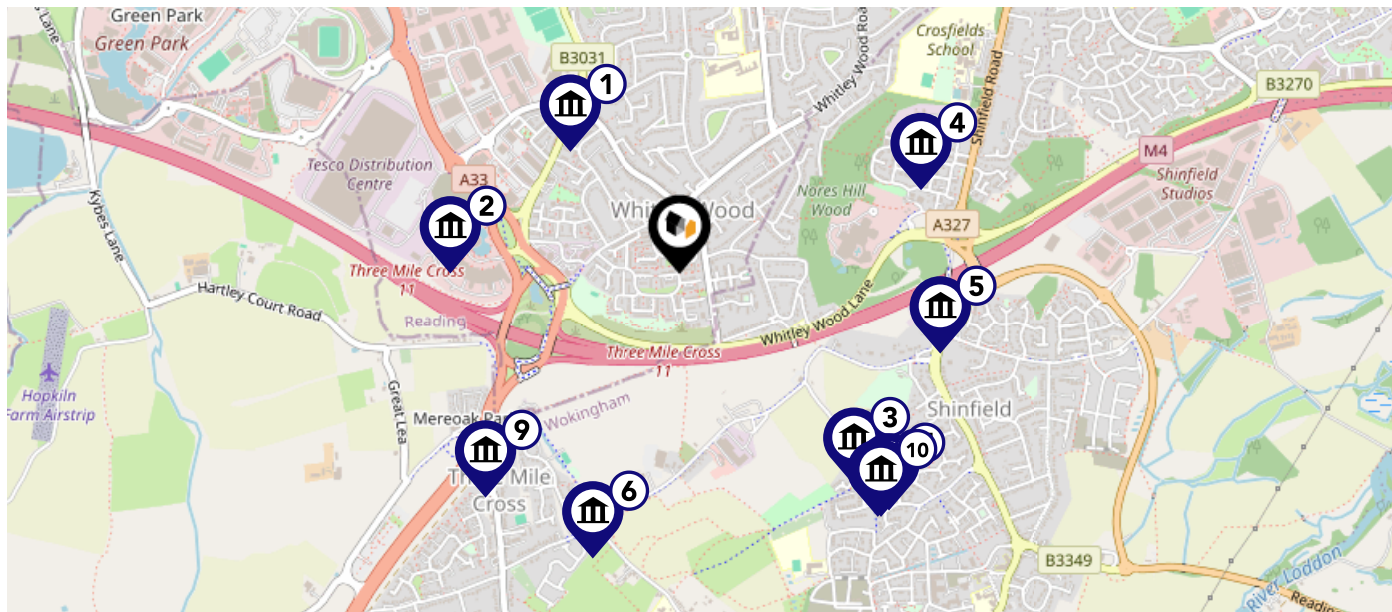 Green Park
Green Park
B3031
Crosfields
School
Shinfield Road
Whitley Wood Road
B3270
1
4
M4
Tesco Distribution
Centre
A33
Shinfield
Studios
Nores Hill
Wood
2
Wood
A327
Kybes Lane
Three Mile Cross
11
5
Hartley Court Road
Whitley Wood Lane
Reading
Three Mile Cross
11
Hopkiln
Farm Airstrip
Great Lea
Wokingham
Shinfield
Mereoak
3
9
10
Mile
Cross
6
B3349
River Loddon